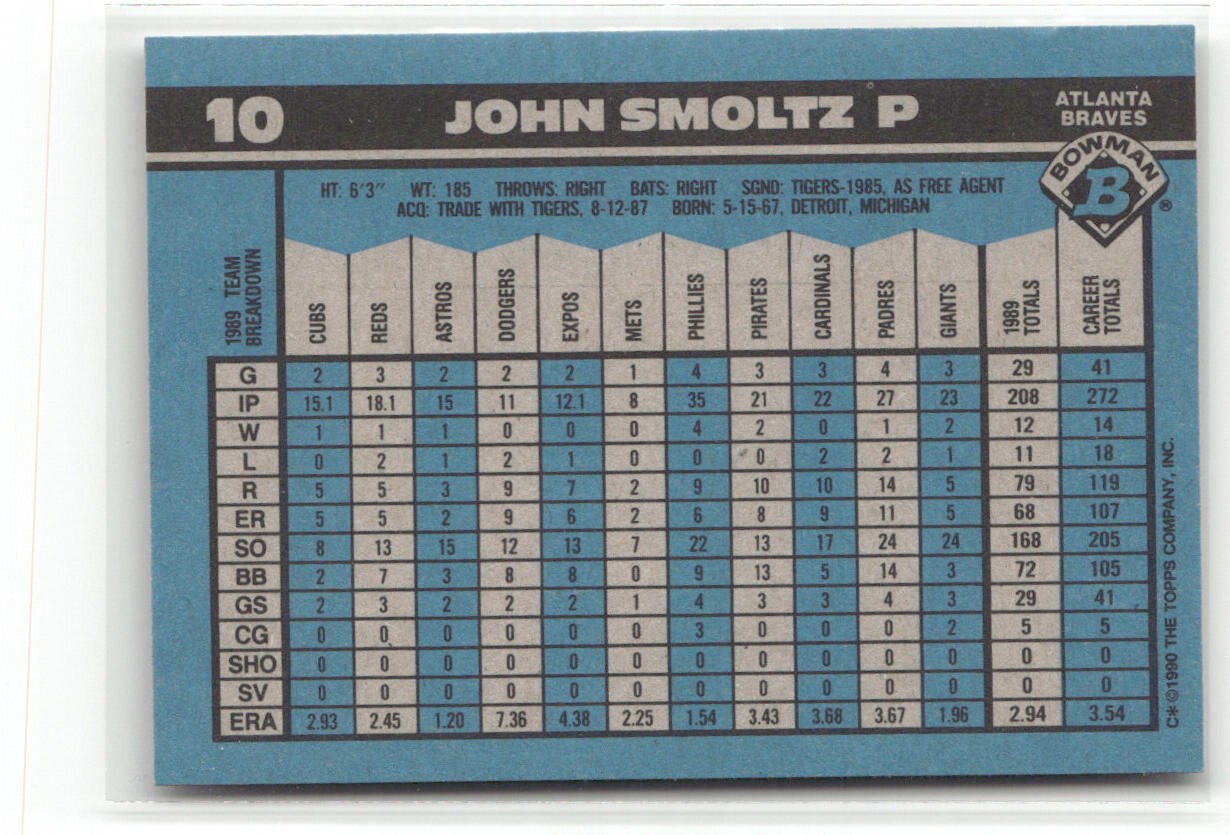 10 JOHN SMOLTZ P ATLANTA BRAVES
BOWMAN
B
®
HT: 6'3" WT: 185 THROWS: RIGHT BATS: RIGHT SGND: TIGERS-1985, AS FREE AGENT
ACQ: TRADE WITH TIGERS, 8-12-87 BORN: 5-15-67, DETROIT, MICHIGAN
1989 TEAM BREAKDOWN CUBS REDS ASTROS DODGERS EXPOS METS PHILLIES PIRATES CARDINALS PADRES GIANTS 1989 TOTALS CAREER TOTALS
G 2 3 2 2 2 1 4 3 3 4 3 29 41
IP 15.1 18.1 15 11 12.1 8 35 21 22 27 23 208 272
W 1 1 1 0 0 0 4 2 0 1 2 12 14
L 0 2 1 2 1 0 0 0 2 2 1 11 18
R 5 5 3 9 7 2 9 10 10 14 5 79 119
ER 5 5 2 9 6 2 6 8 9 11 5 68 107
SO 8 13 15 12 13 7 22 13 17 24 24 168 205
BB 2 7 3 8 8 0 9 13 5 14 3 72 105
GS 2 3 2 2 2 1 4 3 3 4 3 29 41
CG 0 0 0 0 0 0 3 0 0 0 2 5 5
SHO 0 0 0 0 0 0 0 0 0 0 0 0 0
SV 0 0 0 0 0 0 0 0 0 0 0 0 0
ERA 2.93 2.45 1.20 7.36 4.38 2.25 1.54 3.43 3.68 3.67 1.96 2.94 3.54
C* ©1990 THE TOPPS COMPANY, INC.